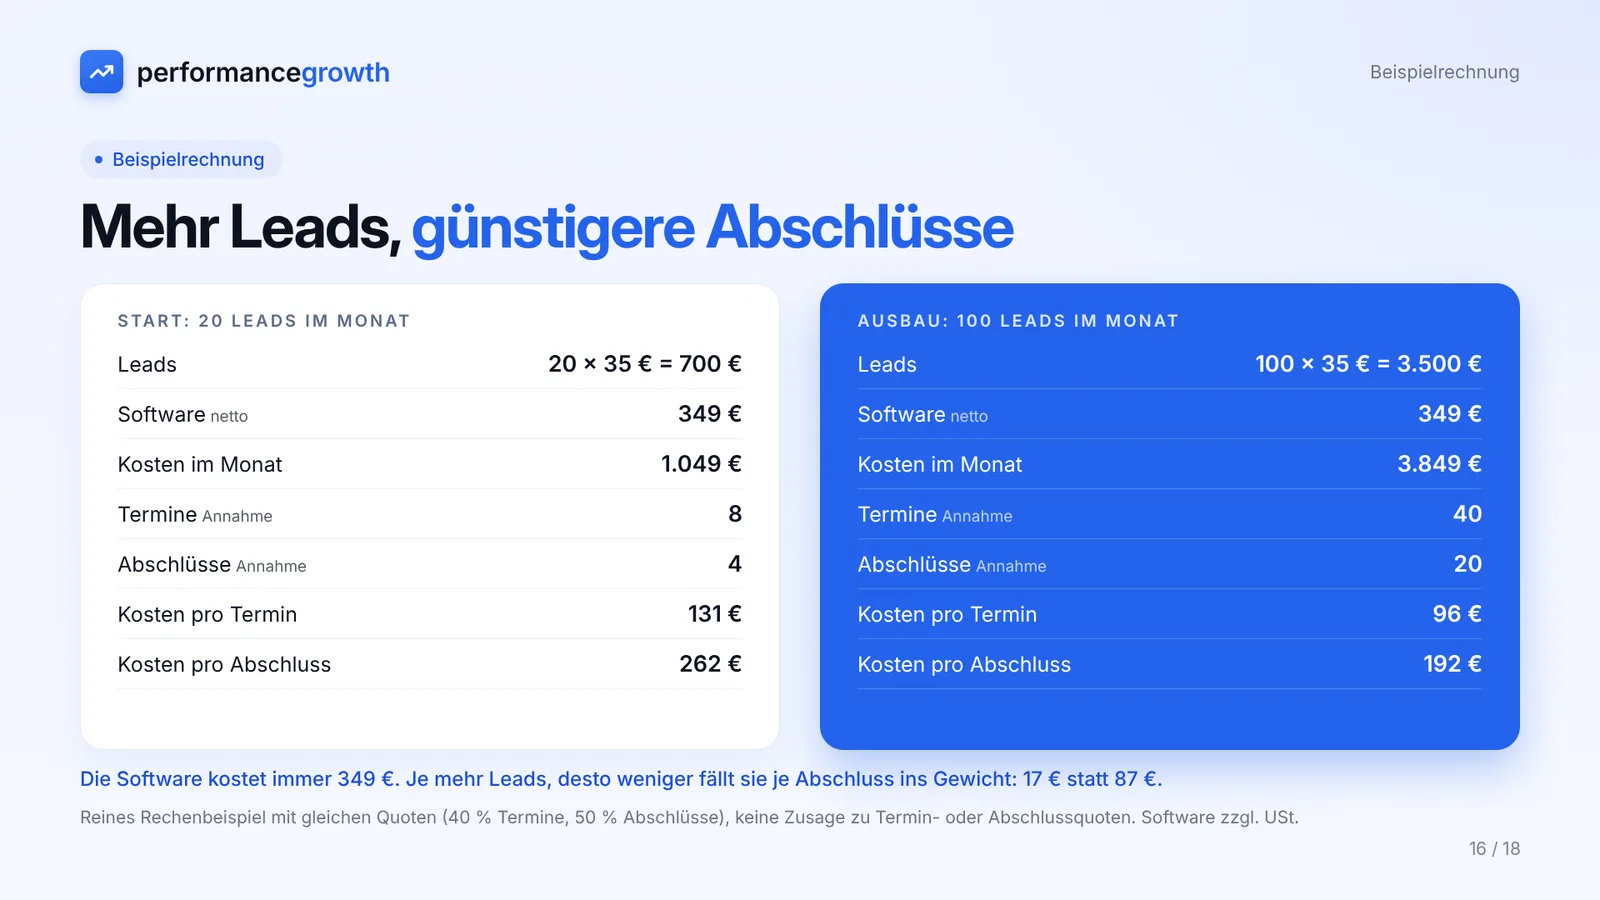 performancegrowth
Beispielrechnung
• Beispielrechnung
Mehr Leads, günstigere Abschlüsse
START: 20 LEADS IM MONAT
Leads 20 × 35 € = 700 €
Software netto 349 €
Kosten im Monat 1.049 €
Termine Annahme 8
Abschlüsse Annahme 4
Kosten pro Termin 131 €
Kosten pro Abschluss 262 €
AUSBAU: 100 LEADS IM MONAT
Leads 100 × 35 € = 3.500 €
Software netto 349 €
Kosten im Monat 3.849 €
Termine Annahme 40
Abschlüsse Annahme 20
Kosten pro Termin 96 €
Kosten pro Abschluss 192 €
Die Software kostet immer 349 €. Je mehr Leads, desto weniger fällt sie je Abschluss ins Gewicht: 17 € statt 87 €.
Reines Rechenbeispiel mit gleichen Quoten (40 % Termine, 50 % Abschlüsse), keine Zusage zu Termin- oder Abschlussquoten. Software zzgl. USt.
16 / 18